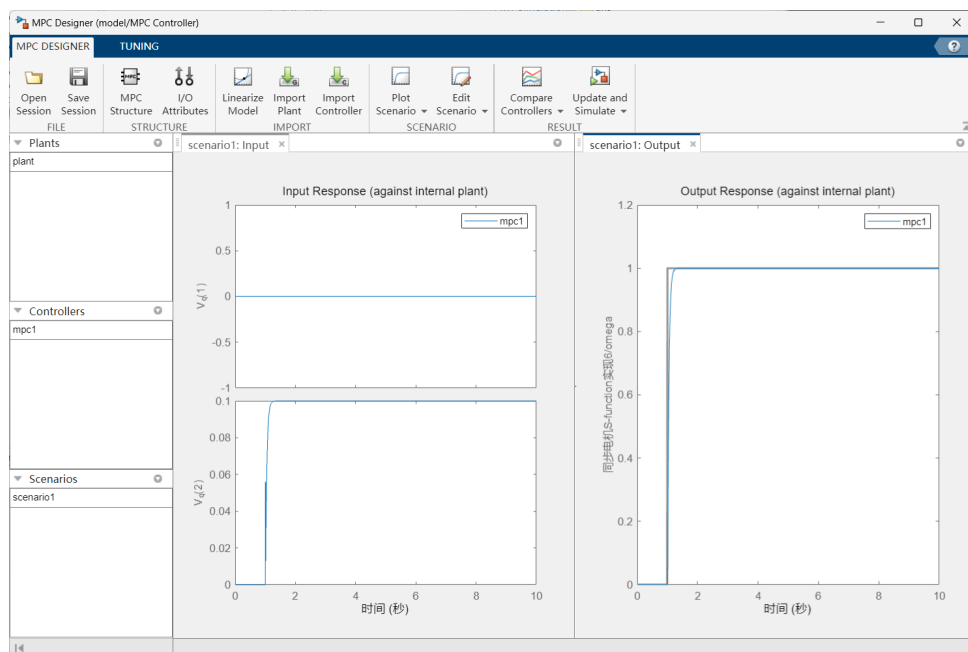 MPC Designer (model/MPC Controller)
MPC DESIGNER TUNING
Open Session
Save Session
MPC Structure
I/O Attributes
Linearize Model
Import Plant
Import Controller
Plot Scenario
Edit Scenario
Compare Controllers
Update and Simulate
FILE STRUCTURE IMPORT SCENARIO RESULT
Plants
plant
Controllers
mpc1
Scenarios
scenario1
scenario1: Input
Input Response (against internal plant)
mpc1
1
0.5
0
-0.5
-1
V_q(1)
0.1
0.08
0.06
0.04
0.02
0
V_q(2)
0 2 4 6 8 10
时间 (秒)
scenario1: Output
Output Response (against internal plant)
mpc1
1.2
1
0.8
0.6
0.4
0.2
0
同步电机S-function实现6/omega
0 2 4 6 8 10
时间 (秒)